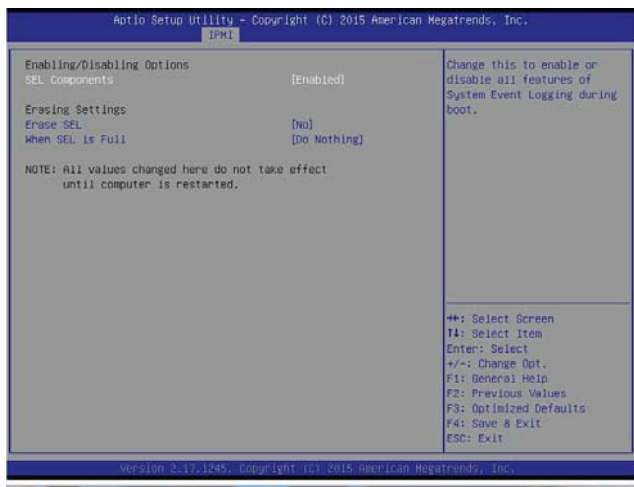 Aptio Setup Utility – Copyright (C) 2015 American Megatrends, Inc.
IPMI
Enabling/Disabling Options
SEL Components [Enabled]
Erasing Settings
Erase SEL [No]
When SEL is Full [Do Nothing]
NOTE: All values changed here do not take effect
until computer is restarted.
Change this to enable or
disable all features of
System Event Logging during
boot.
→←: Select Screen
↑↓: Select Item
Enter: Select
+/-: Change Opt.
F1: General Help
F2: Previous Values
F3: Optimized Defaults
F4: Save & Exit
ESC: Exit
Version 2.17.1245. Copyright (C) 2015 American Megatrends, Inc.